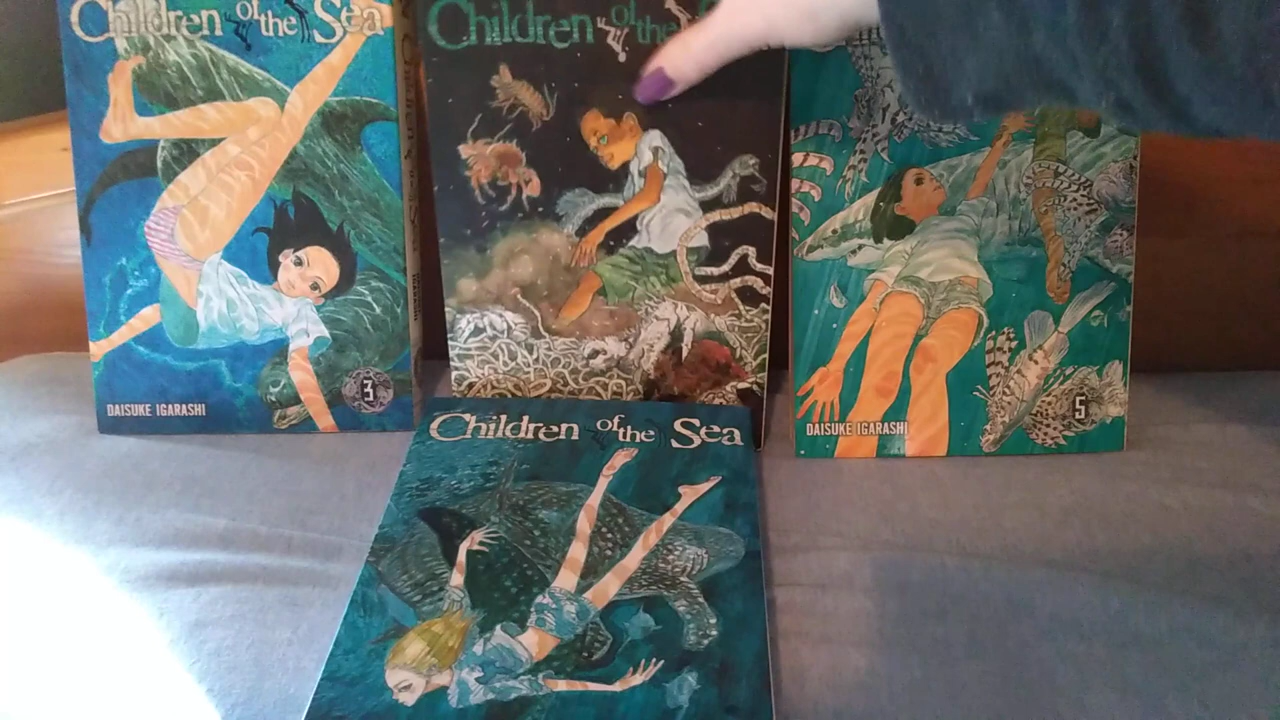 Children of the Sea
DAISUKE IGARASHI
3
Children of the
DAISUKE IGARASHI
5
Children of the Sea